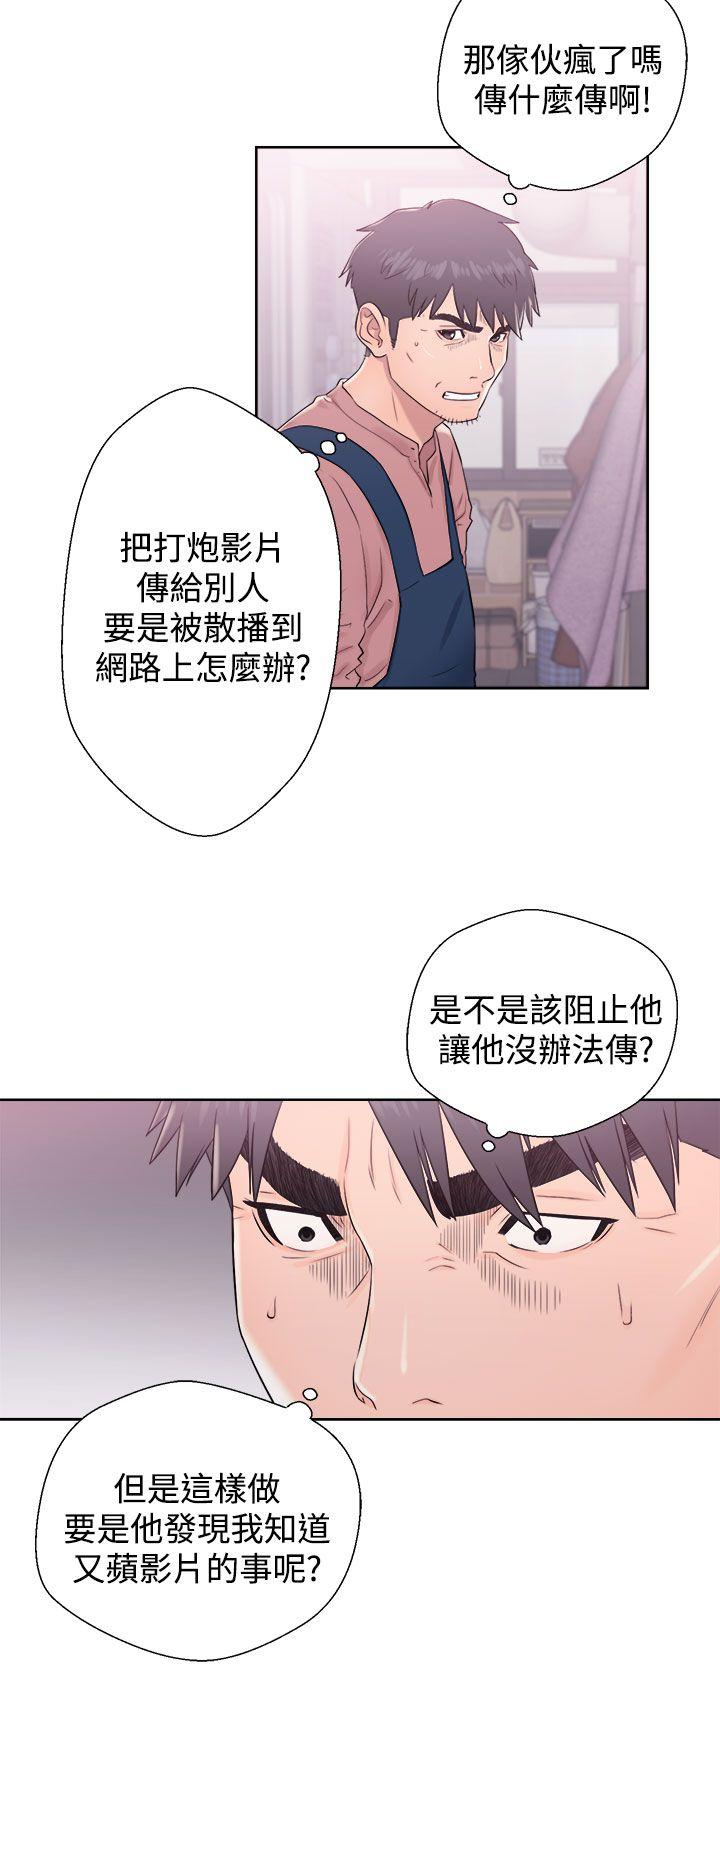 那傢伙瘋了嗎
傳什麼傳啊!
把打炮影片
傳給別人
要是被散播到
網路上怎麼辦?
是不是該阻止他
讓他沒辦法傳?
但是這樣做
要是他發現我知道
又蘋影片的事呢?